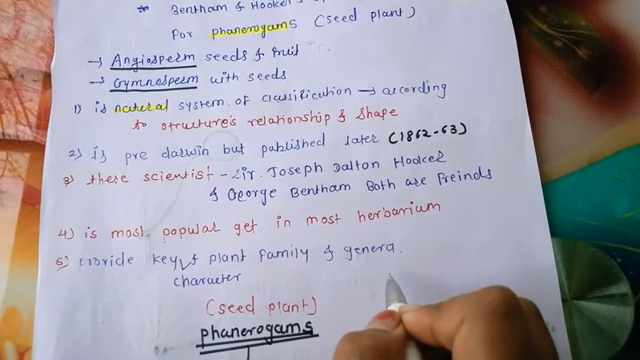 * Bentham & Hooker's
For phanerogams (seed plant)
→ Angiosperm seeds & fruit
→ Gymnosperm with seeds
1) is natural system of classification → according
to structure's relationship & shape
2) is pre darwin but published later (1862-63)
3) these scientist - Sir. Joseph Dalton Hooker
& George Bentham Both are Freinds
4) is most popular get in most herbarium
5) Provide key of plant family & genera.
character
(seed plant)
phanerogams